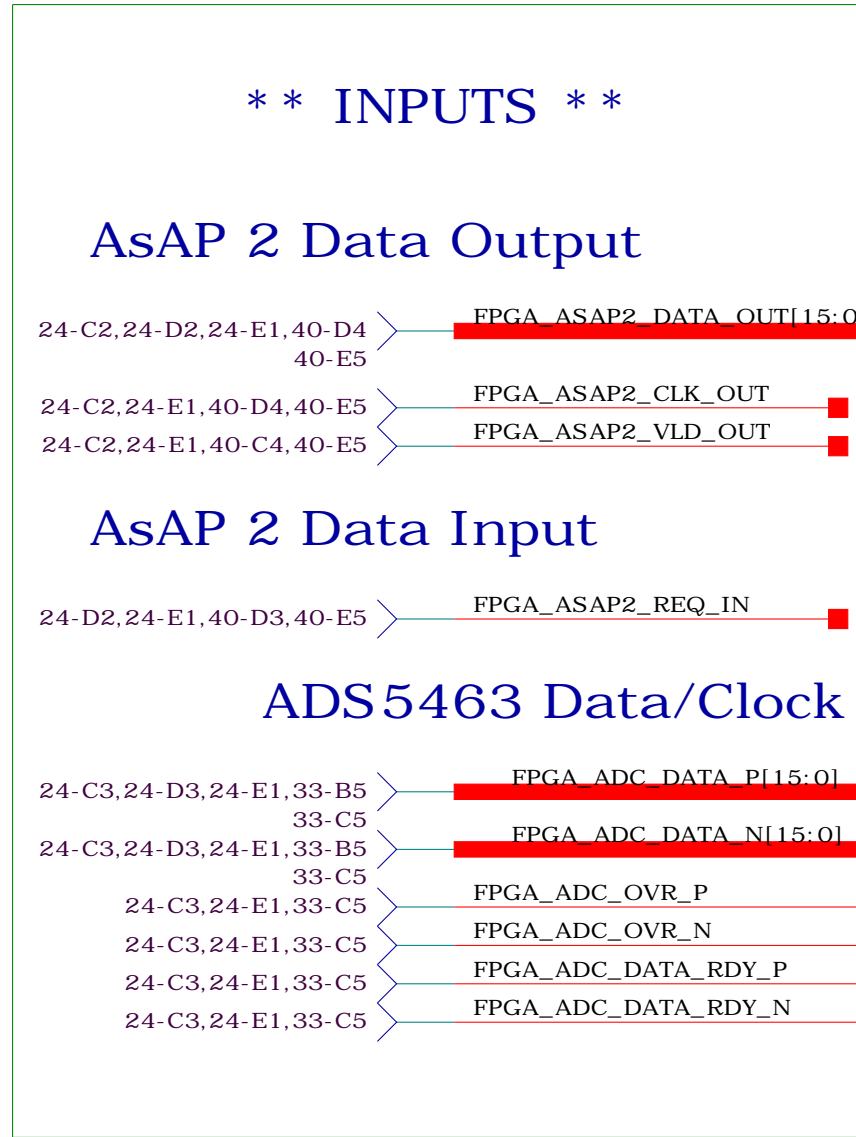 ** INPUTS **
AsAP 2 Data Output
24-C2,24-D2,24-E1,40-D4 FPGA_ASAP2_DATA_OUT[15:0
40-E5
24-C2,24-E1,40-D4,40-E5 FPGA_ASAP2_CLK_OUT
24-C2,24-E1,40-C4,40-E5 FPGA_ASAP2_VLD_OUT
AsAP 2 Data Input
24-D2,24-E1,40-D3,40-E5 FPGA_ASAP2_REQ_IN
ADS5463 Data/Clock
24-C3,24-D3,24-E1,33-B5 FPGA_ADC_DATA_P[15:0]
33-C5
24-C3,24-D3,24-E1,33-B5 FPGA_ADC_DATA_N[15:0]
33-C5
24-C3,24-E1,33-C5 FPGA_ADC_OVR_P
24-C3,24-E1,33-C5 FPGA_ADC_OVR_N
24-C3,24-E1,33-C5 FPGA_ADC_DATA_RDY_P
24-C3,24-E1,33-C5 FPGA_ADC_DATA_RDY_N